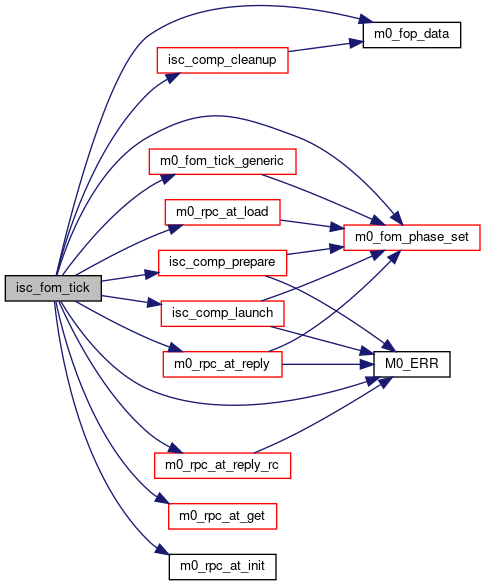 m0_fop_data
isc_comp_cleanup
m0_fom_tick_generic
m0_rpc_at_load
m0_fom_phase_set
isc_comp_prepare
isc_fom_tick
isc_comp_launch
m0_rpc_at_reply
M0_ERR
m0_rpc_at_reply_rc
m0_rpc_at_get
m0_rpc_at_init